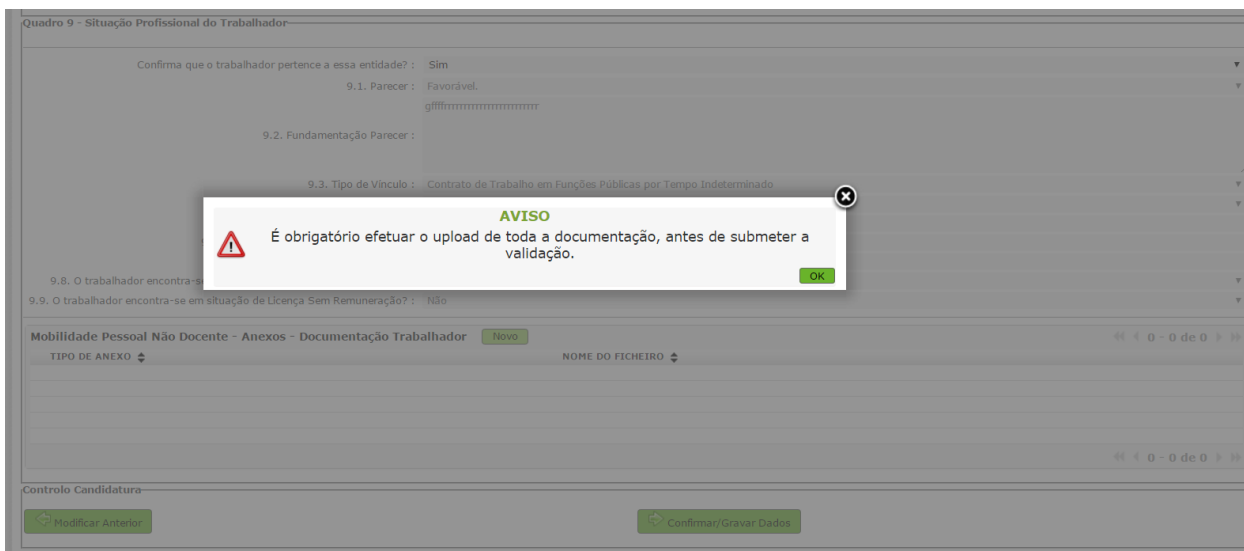 Quadro 9 - Situação Profissional do Trabalhador
Confirma que o trabalhador pertence a essa entidade? : Sim
9.1. Parecer : Favorável.
9.2. Fundamentação Parecer :
9.3. Tipo de Vínculo : Contrato de Trabalho em Funções Públicas por Tempo Indeterminado
AVISO
É obrigatório efetuar o upload de toda a documentação, antes de submeter a
validação.
OK
9.8. O trabalhador encontra-s
9.9. O trabalhador encontra-se em situação de Licença Sem Remuneração? : Não
Mobilidade Pessoal Não Docente - Anexos - Documentação Trabalhador Novo 0 - 0 de 0
TIPO DE ANEXO NOME DO FICHEIRO
0 - 0 de 0
Controlo Candidatura
Modificar Anterior Confirmar/Gravar Dados